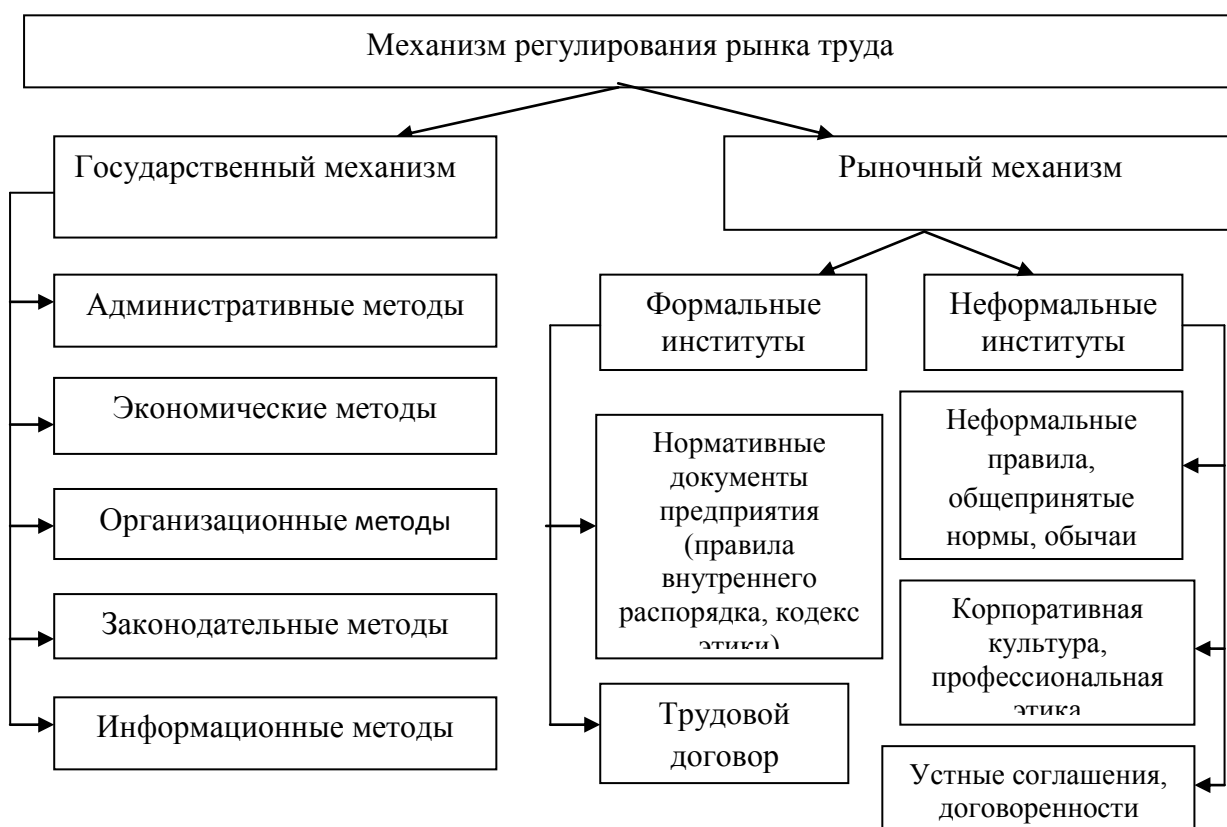 Механизм регулирования рынка труда
Государственный механизм
Рыночный механизм
Административные методы
Экономические методы
Организационные методы
Законодательные методы
Информационные методы
Формальные
институты
Неформальные
институты
Нормативные
документы
предприятия
(правила
внутреннего
распорядка, кодекс
этики)
Трудовой
договор
Неформальные
правила,
общепринятые
нормы, обычаи
Корпоративная
культура,
профессиональная
этика
Устные соглашения,
договоренности